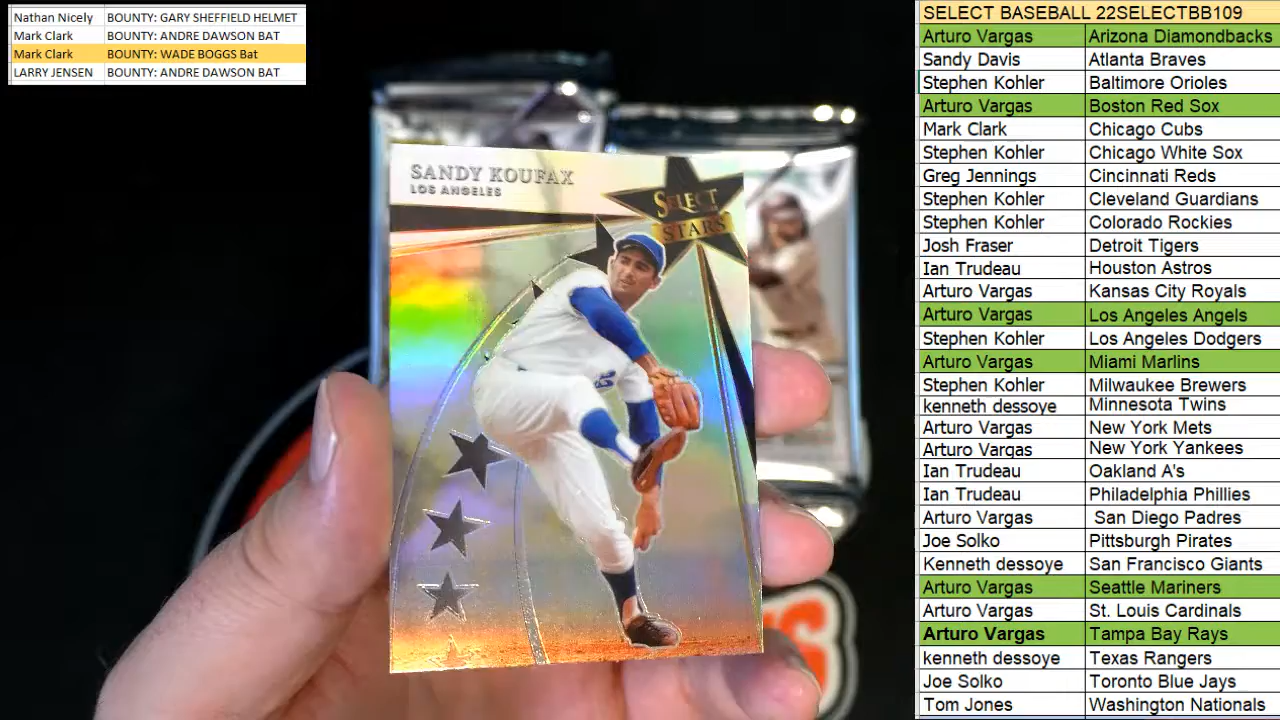 Nathan Nicely BOUNTY: GARY SHEFFIELD HELMET
Mark Clark BOUNTY: ANDRE DAWSON BAT
Mark Clark BOUNTY: WADE BOGGS Bat
LARRY JENSEN BOUNTY: ANDRE DAWSON BAT
SANDY KOUFAX
LOS ANGELES
SELECT
STARS
SELECT BASEBALL 22SELECTBB109
Arturo Vargas Arizona Diamondbacks
Sandy Davis Atlanta Braves
Stephen Kohler Baltimore Orioles
Arturo Vargas Boston Red Sox
Mark Clark Chicago Cubs
Stephen Kohler Chicago White Sox
Greg Jennings Cincinnati Reds
Stephen Kohler Cleveland Guardians
Stephen Kohler Colorado Rockies
Josh Fraser Detroit Tigers
Ian Trudeau Houston Astros
Arturo Vargas Kansas City Royals
Arturo Vargas Los Angeles Angels
Stephen Kohler Los Angeles Dodgers
Arturo Vargas Miami Marlins
Stephen Kohler Milwaukee Brewers
kenneth dessoye Minnesota Twins
Arturo Vargas New York Mets
Arturo Vargas New York Yankees
Ian Trudeau Oakland A's
Ian Trudeau Philadelphia Phillies
Arturo Vargas San Diego Padres
Joe Solko Pittsburgh Pirates
Kenneth dessoye San Francisco Giants
Arturo Vargas Seattle Mariners
Arturo Vargas St. Louis Cardinals
Arturo Vargas Tampa Bay Rays
kenneth dessoye Texas Rangers
Joe Solko Toronto Blue Jays
Tom Jones Washington Nationals